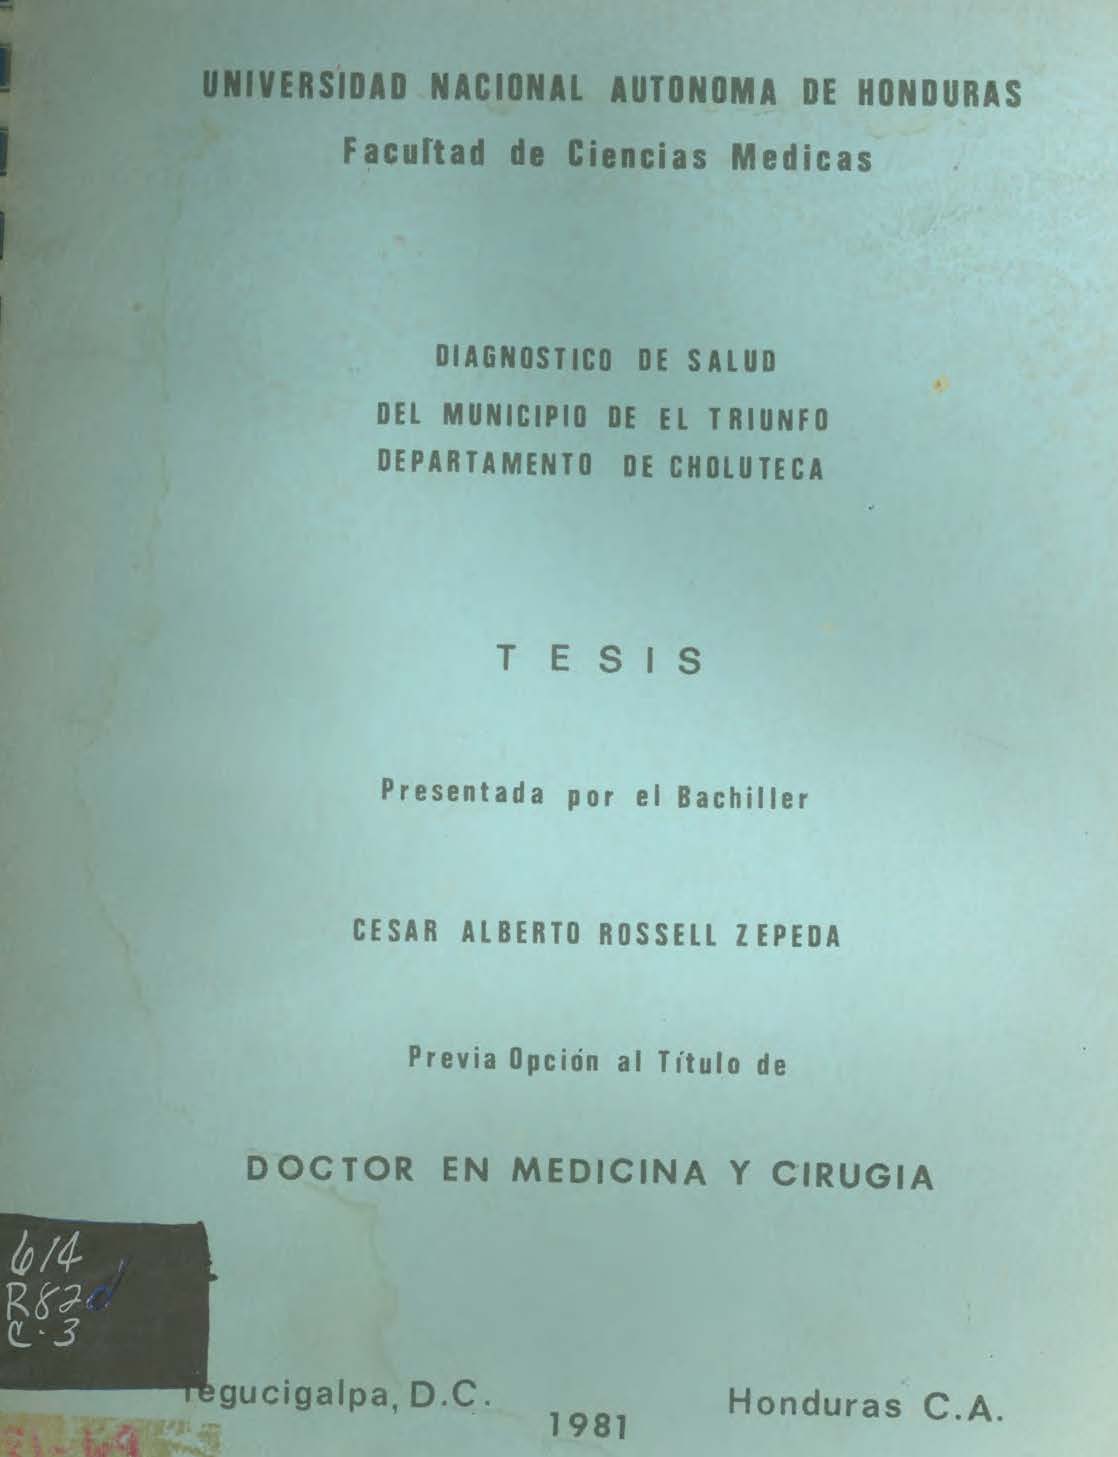 UNIVERSIDAD NACIONAL AUTONOMA DE HONDURAS
Facultad de Ciencias Medicas
DIAGNOSTICO DE SALUD
DEL MUNICIPIO DE EL TRIUNFO
DEPARTAMENTO DE CHOLUTECA
TESIS
Presentada por el Bachiller
CESAR ALBERTO ROSSELL ZEPEDA
Previa Opción al Título de
DOCTOR EN MEDICINA Y CIRUGIA
614
R82d
C.3
Tegucigalpa, D.C. Honduras C.A.
1981